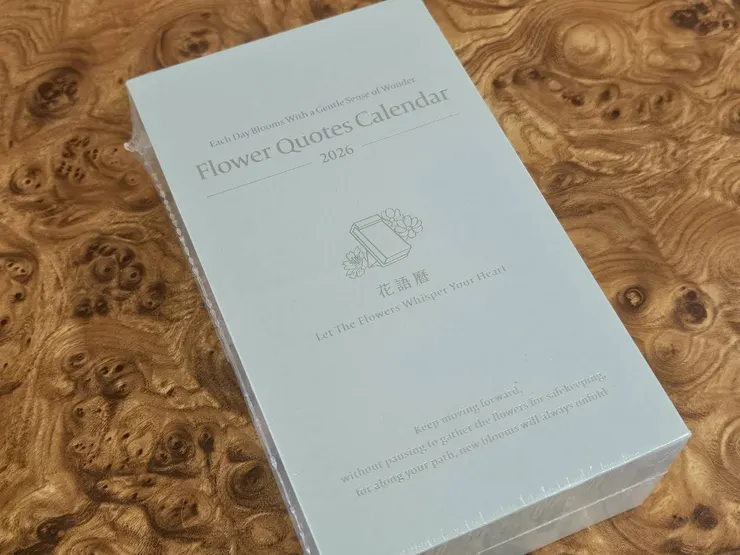 Each Day Blooms With a Gentle Sense of Wonder
Flower Quotes Calendar
2026
花語曆
Let The Flowers Whisper Your Heart
Keep moving forward,
without pausing to gather the flowers for safe-keeping,
for along your path, new blooms will always unfold